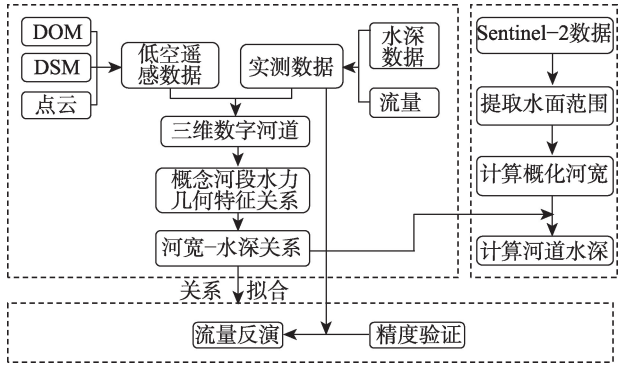 DOM
DSM
点云
低空遥
感数据
实测数据
水深
数据
流量
三维数字河道
概念河段水力
几何特征关系
河宽-水深关系
Sentinel-2数据
提取水面范围
计算概化河宽
计算河道水深
关系 拟合
流量反演
精度验证